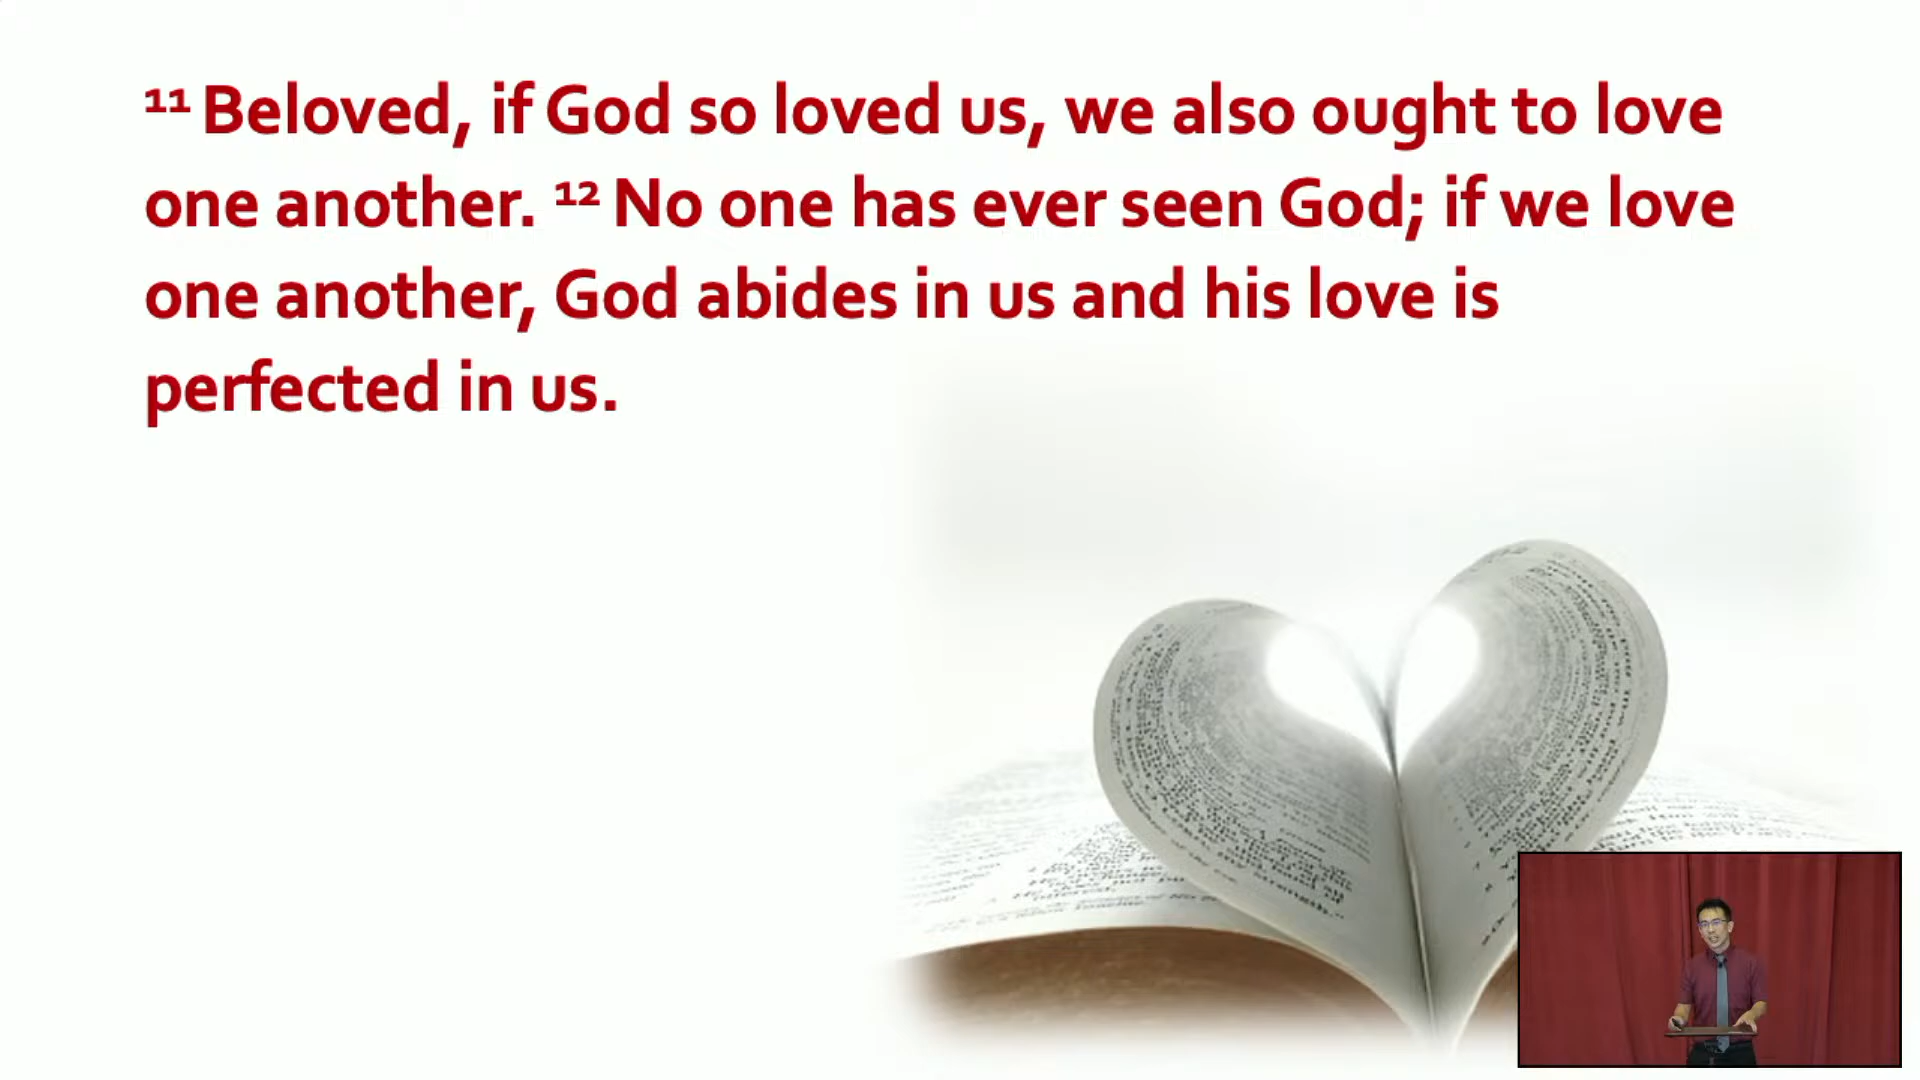 11 Beloved, if God so loved us, we also ought to love
one another. 12 No one has ever seen God; if we love
one another, God abides in us and his love is
perfected in us.